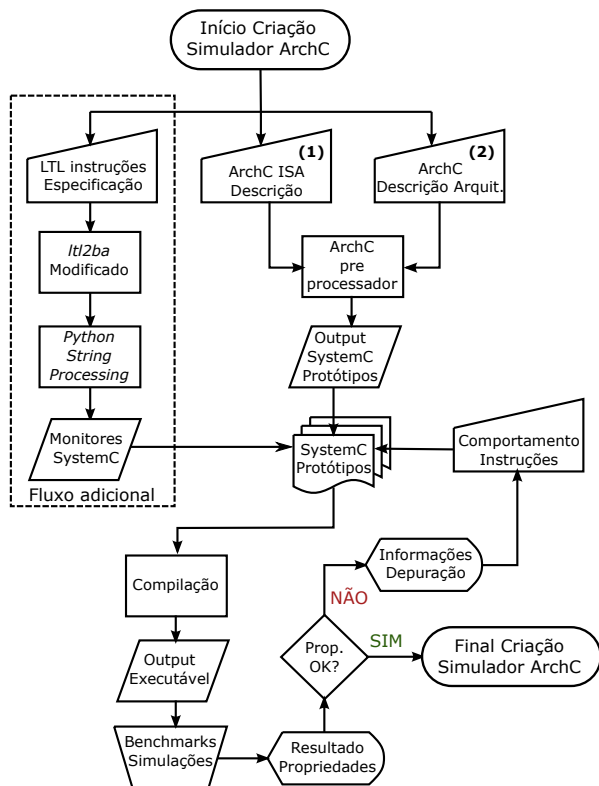 Início Criação
Simulador ArchC
LTL instruções
Especificação
(1)
ArchC ISA
Descrição
(2)
ArchC
Descrição Arquit.
ltl2ba
Modificado
ArchC
pre
processador
Python
String
Processing
Output
SystemC
Protótipos
Monitores
SystemC
SystemC
Protótipos
Comportamento
Instruções
Fluxo adicional
Compilação
Informações
Depuração
NÃO
SIM
Prop.
OK?
Final Criação
Simulador ArchC
Output
Executável
Benchmarks
Simulações
Resultado
Propriedades